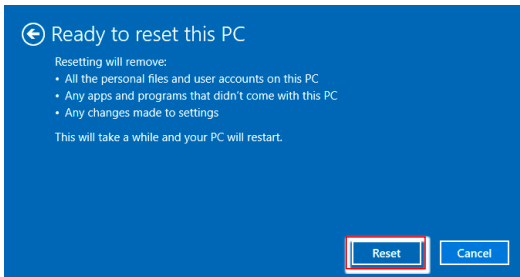 Ready to reset this PC
Resetting will remove:
• All the personal files and user accounts on this PC
• Any apps and programs that didn't come with this PC
• Any changes made to settings
This will take a while and your PC will restart.
Reset Cancel